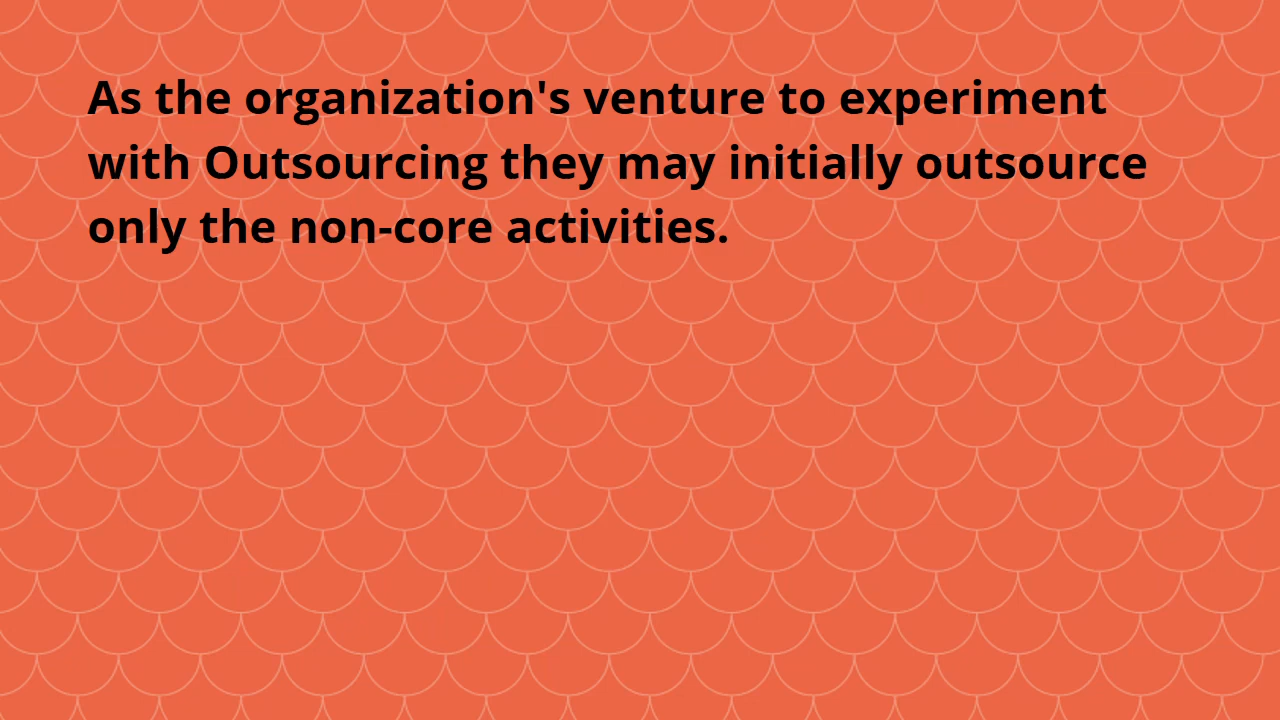 As the organization's venture to experiment
with Outsourcing they may initially outsource
only the non-core activities.